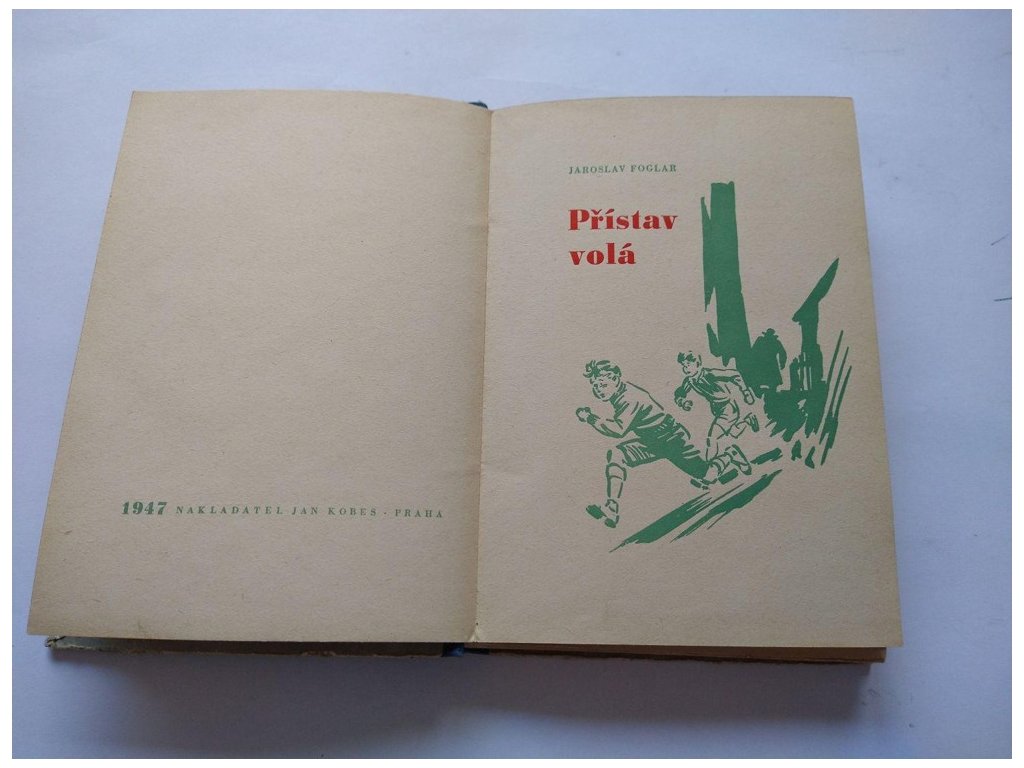 1947 NAKLADATEL JAN KOBES · PRAHA
JAROSLAV FOGLAR
Přístav
volá